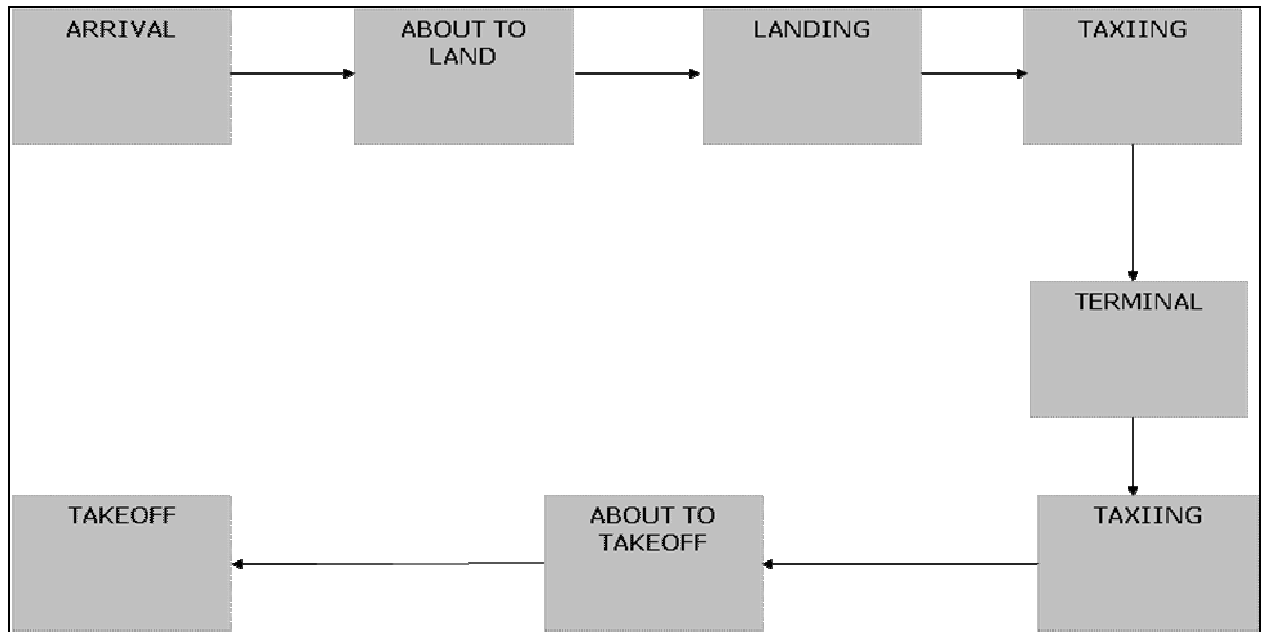 ARRIVAL
ABOUT TO
LAND
LANDING
TAXIING
TERMINAL
TAXIING
ABOUT TO
TAKEOFF
TAKEOFF